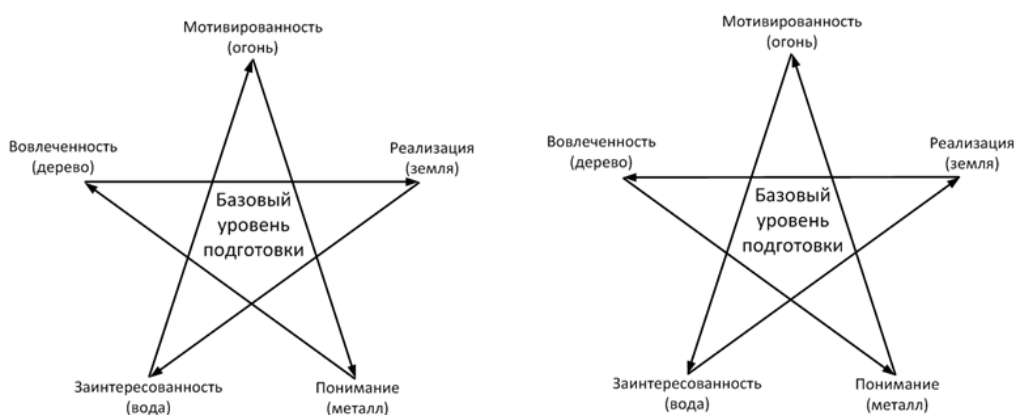 Мотивированность
(огонь)
Вовлеченность
(дерево)
Реализация
(земля)
Базовый
уровень
подготовки
Заинтересованность
(вода)
Понимание
(металл)
Мотивированность
(огонь)
Вовлеченность
(дерево)
Реализация
(земля)
Базовый
уровень
подготовки
Заинтересованность
(вода)
Понимание
(металл)